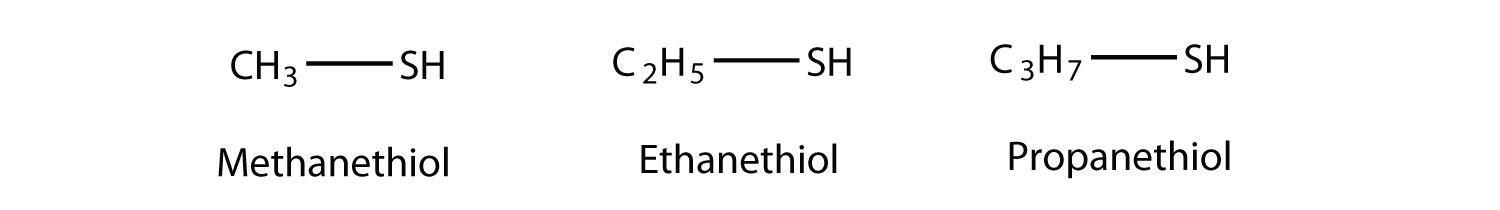 CH₃—SH C₂H₅—SH C₃H₇—SH
Methanethiol Ethanethiol Propanethiol